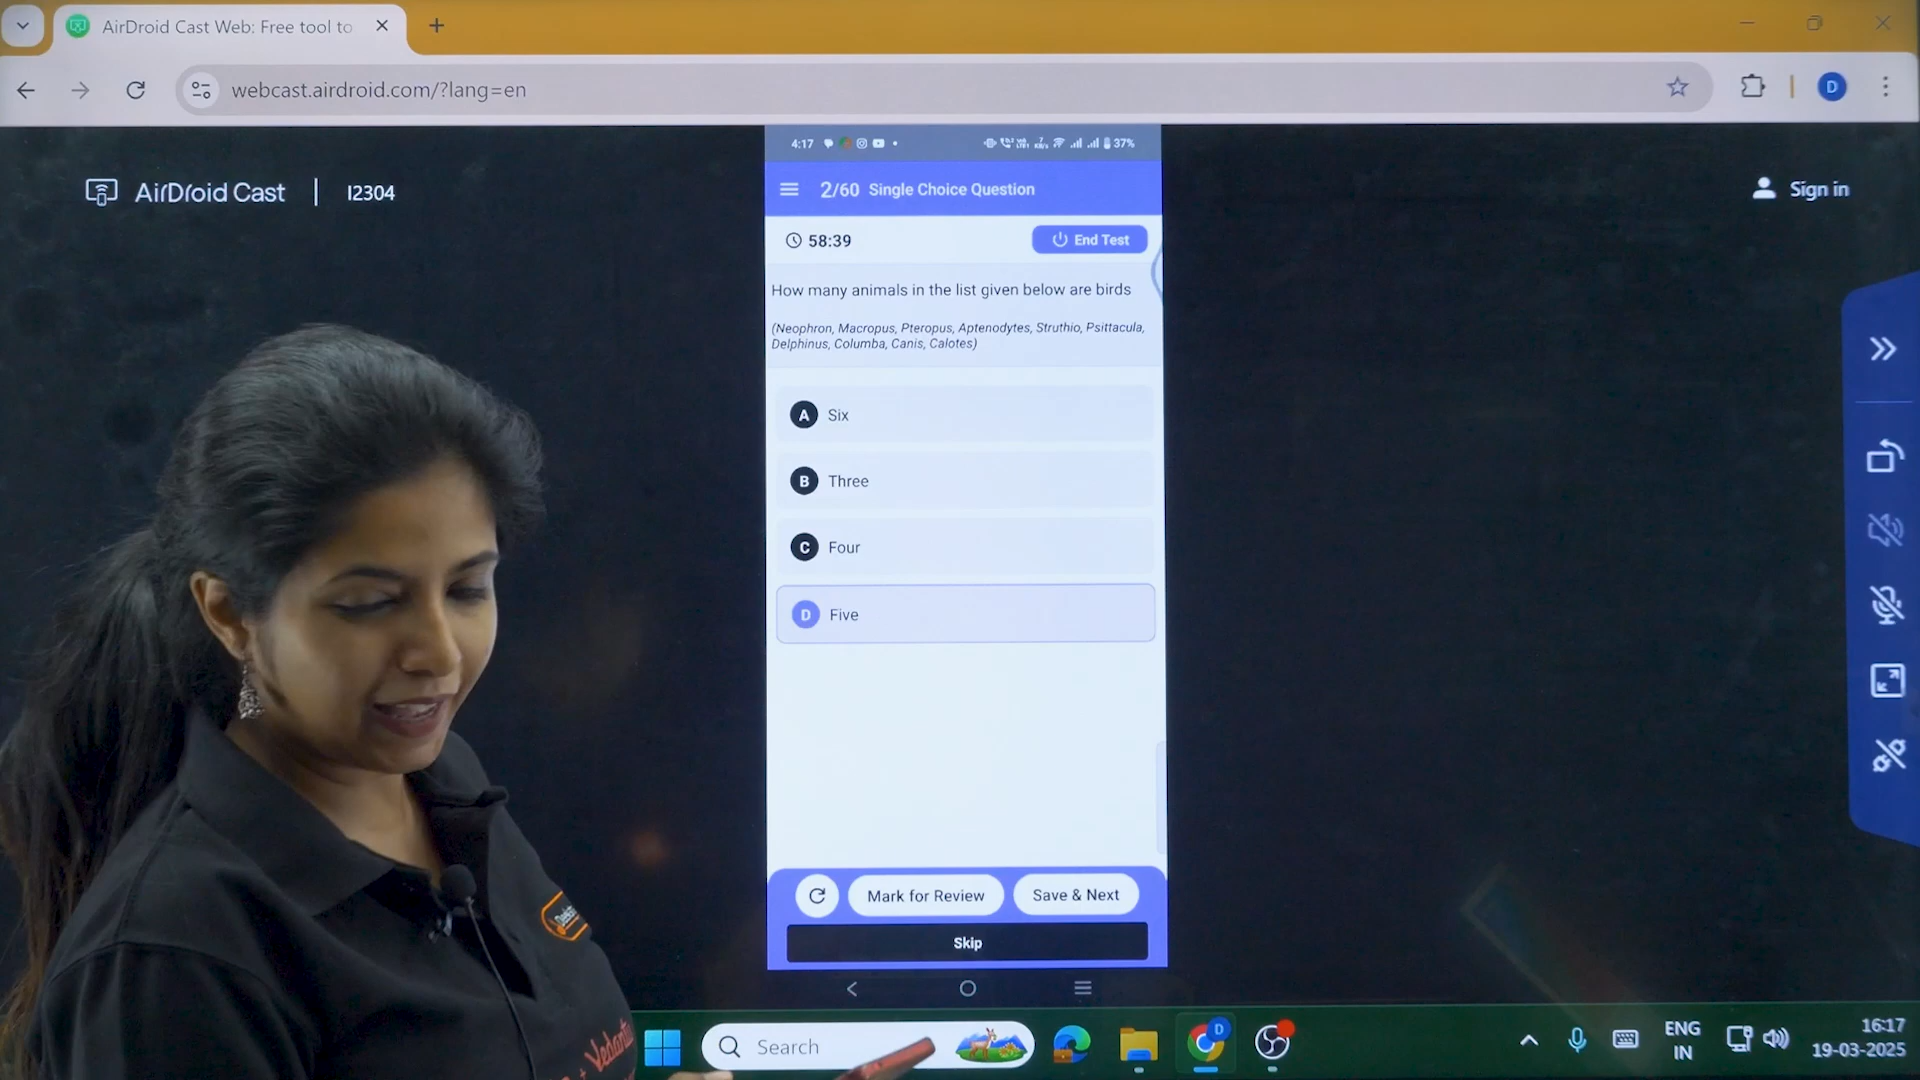 AirDroid Cast Web: Free tool to
webcast.airdroid.com/?lang=en
D
AirDroid Cast | I2304
Sign in
4:17
37%
2/60 Single Choice Question
58:39
End Test
How many animals in the list given below are birds
(Neophron, Macropus, Pteropus, Aptenodytes, Struthio, Psittacula,
Delphinus, Columba, Canis, Calotes)
A Six
B Three
C Four
D Five
Mark for Review
Save & Next
Skip
Vedantu
Search
D
ENG
IN
16:17
19-03-2025